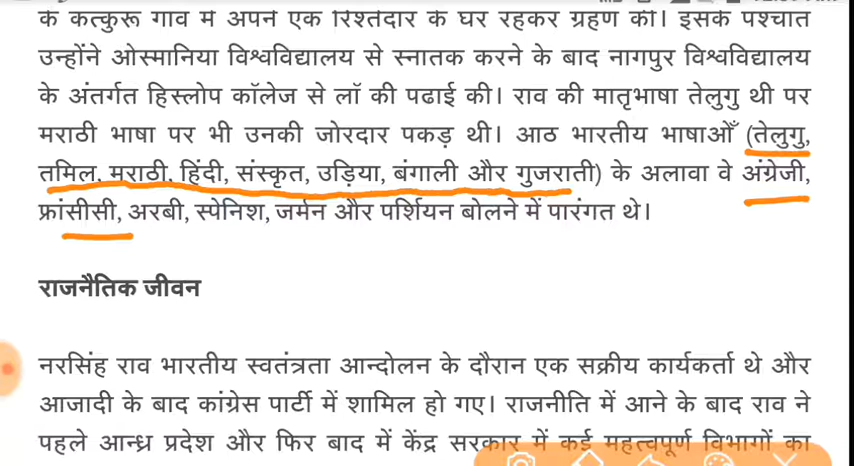 के कत्कुरू गाव में अपने एक रिश्तेदार के घर रहकर ग्रहण की। इसके पश्चात
उन्होंने ओस्मानिया विश्वविद्यालय से स्नातक करने के बाद नागपुर विश्वविद्यालय
के अंतर्गत हिस्लोप कॉलेज से लॉ की पढाई की। राव की मातृभाषा तेलुगु थी पर
मराठी भाषा पर भी उनकी जोरदार पकड़ थी। आठ भारतीय भाषाओँ (तेलुगु,
तमिल, मराठी, हिंदी, संस्कृत, उड़िया, बंगाली और गुजराती) के अलावा वे अंग्रेजी,
फ्रांसीसी, अरबी, स्पेनिश, जर्मन और पर्शियन बोलने में पारंगत थे।
राजनैतिक जीवन
नरसिंह राव भारतीय स्वतंत्रता आन्दोलन के दौरान एक सक्रीय कार्यकर्ता थे और
आजादी के बाद कांग्रेस पार्टी में शामिल हो गए। राजनीति में आने के बाद राव ने
पहले आन्ध्र प्रदेश और फिर बाद में केंद्र सरकार में कई महत्वपूर्ण विभागों का